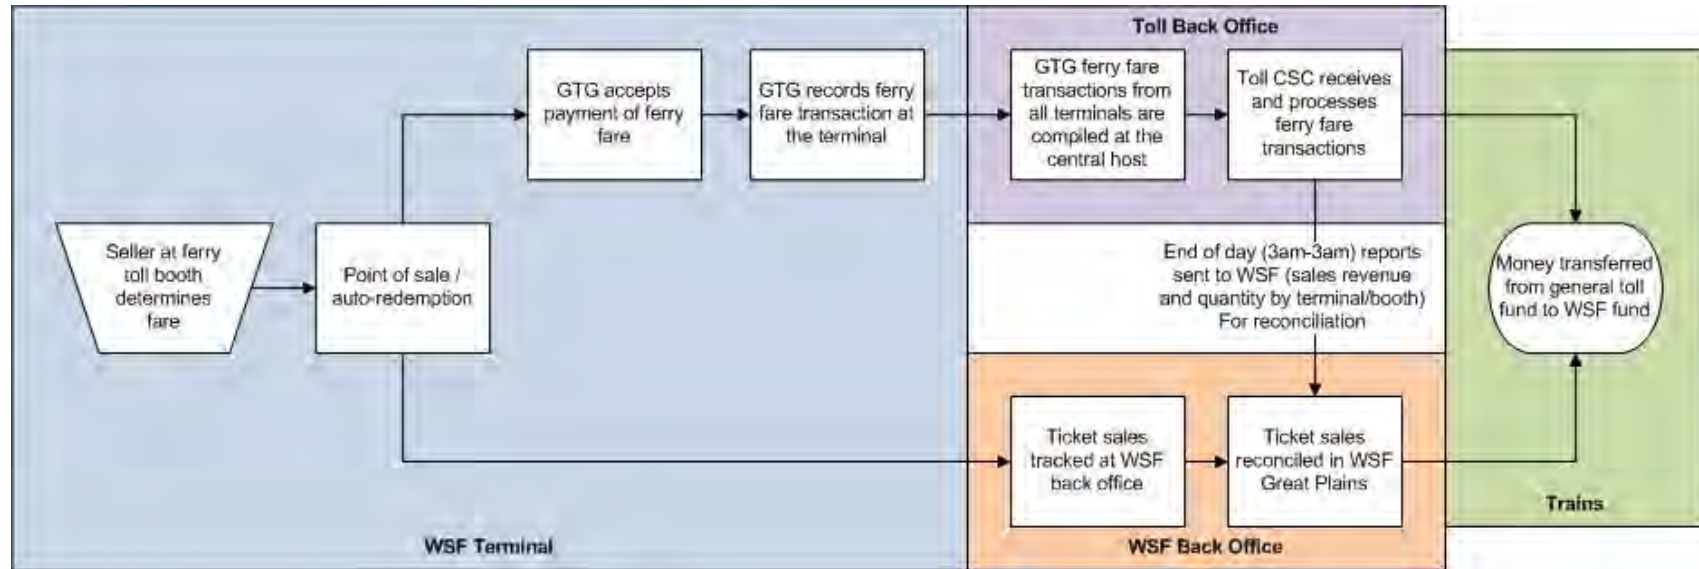 Toll Back Office
GTG accepts
payment of ferry
fare
GTG records ferry
fare transaction at
the terminal
GTG ferry fare
transactions from
all terminals are
compiled at the
central host
Toll CSC receives
and processes
ferry fare
transactions
Seller at ferry
toll booth
determines
fare
Point of sale /
auto-redemption
End of day (3am-3am) reports
sent to WSF (sales revenue
and quantity by terminal/booth)
For reconciliation
Money transferred
from general toll
fund to WSF fund
Ticket sales
tracked at WSF
back office
Ticket sales
reconciled in WSF
Great Plains
Trains
WSF Terminal
WSF Back Office